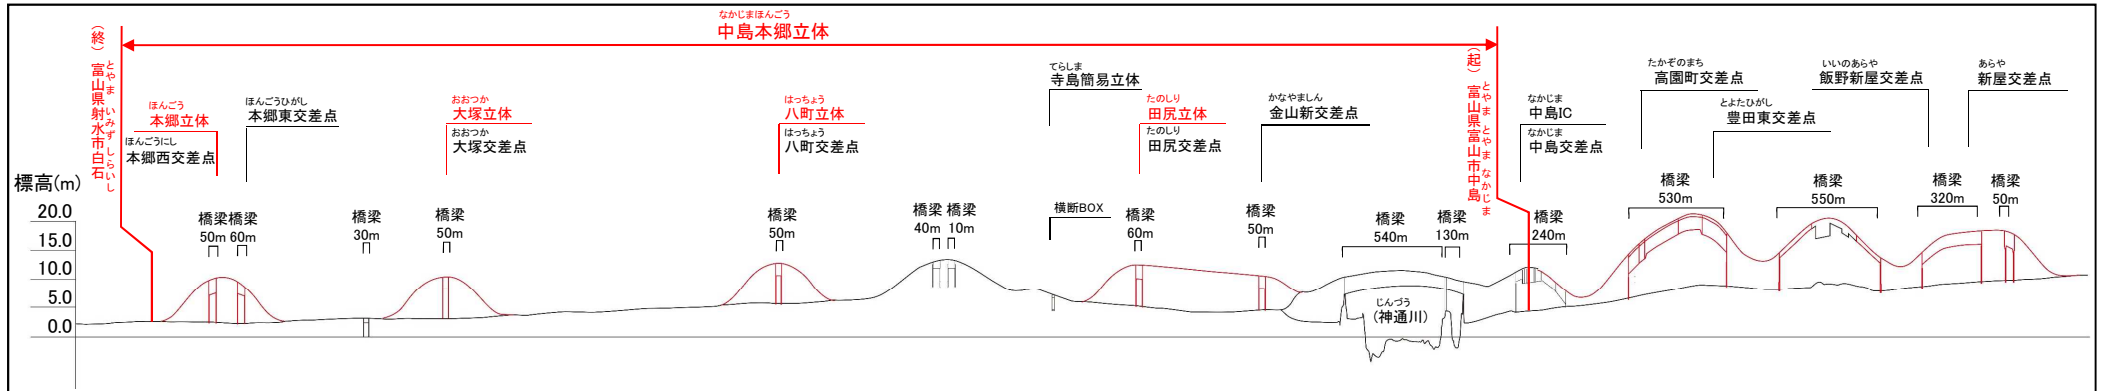 なかじまほんごう
中島本郷立体
(終)富山県射水市白石
とやま いみずしらいし
ほんごう
本郷立体
ほんごうにし
本郷西交差点
ほんごうひがし
本郷東交差点
おおつか
大塚立体
おおつか
大塚交差点
はっちょう
八町立体
はっちょう
八町交差点
てらしま
寺島簡易立体
たのしり
田尻立体
たのしり
田尻交差点
かなやましん
金山新交差点
(起)富山県富山市中島
とやま とやま なかじま
なかじま
中島IC
なかじま
中島交差点
たかぞのまち
高園町交差点
とよたひがし
豊田東交差点
いいのあらや
飯野新屋交差点
あらや
新屋交差点
標高(m)
20.0
15.0
10.0
5.0
0.0
橋梁
50m
橋梁
60m
橋梁
30m
橋梁
50m
橋梁
50m
橋梁
40m
橋梁
10m
横断BOX
橋梁
60m
橋梁
50m
橋梁
540m
橋梁
130m
橋梁
240m
橋梁
530m
橋梁
550m
橋梁
320m
橋梁
50m
じんづう
(神通川)